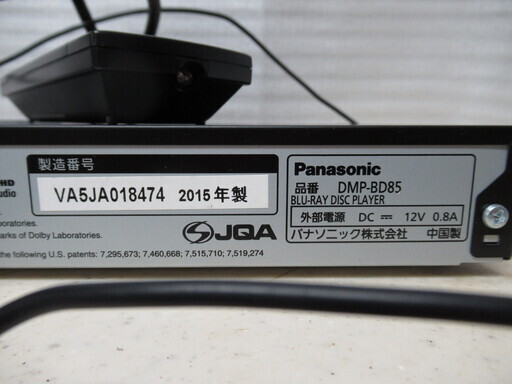 製造番号
VA5JA018474 2015年製
HD
udio
oratories.
arks of Dolby Laboratories.
e following U.S. patents: 7,295,673; 7,460,668; 7,515,710; 7,519,274
JQA
Panasonic
品番 DMP-BD85
BLU-RAY DISC PLAYER
外部電源 DC ⎓ 12V 0.8A
パナソニック株式会社 中国製